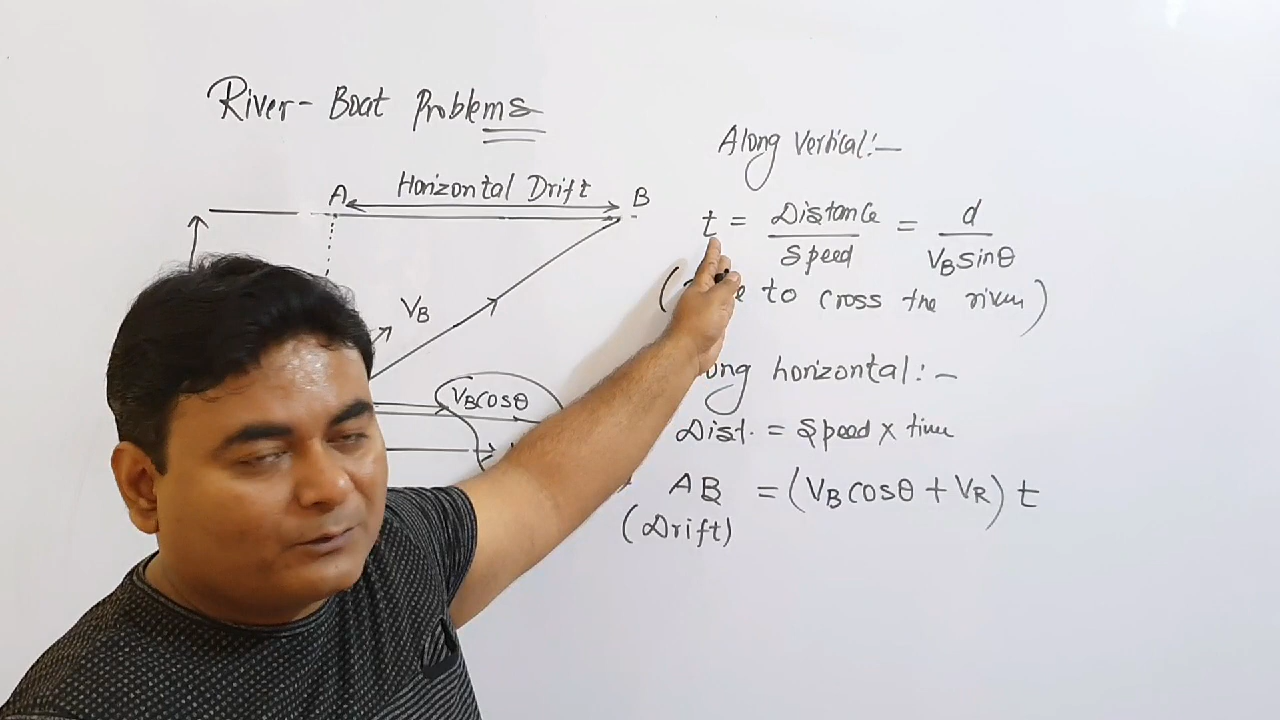 River - Boat Problems
A Horizontal Drift B
V_B
V_B cosθ
Along Vertical :-
t = Distance / Speed = d / V_B sinθ
to cross the river)
horizontal :-
Dist. = Speed × time
AB = (V_B cosθ + V_R) t
(Drift)